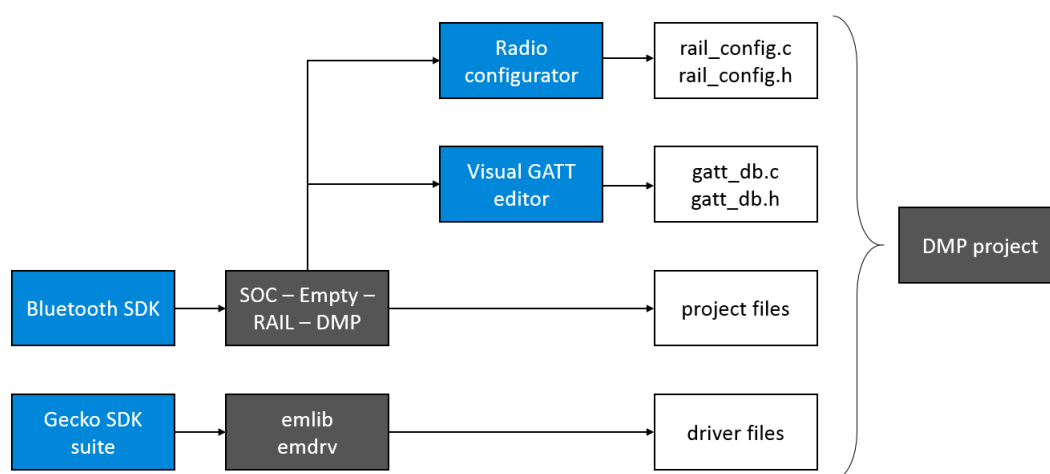 Radio
configurator
rail_config.c
rail_config.h
Visual GATT
editor
gatt_db.c
gatt_db.h
DMP project
Bluetooth SDK
SOC – Empty –
RAIL – DMP
project files
Gecko SDK
suite
emlib
emdrv
driver files